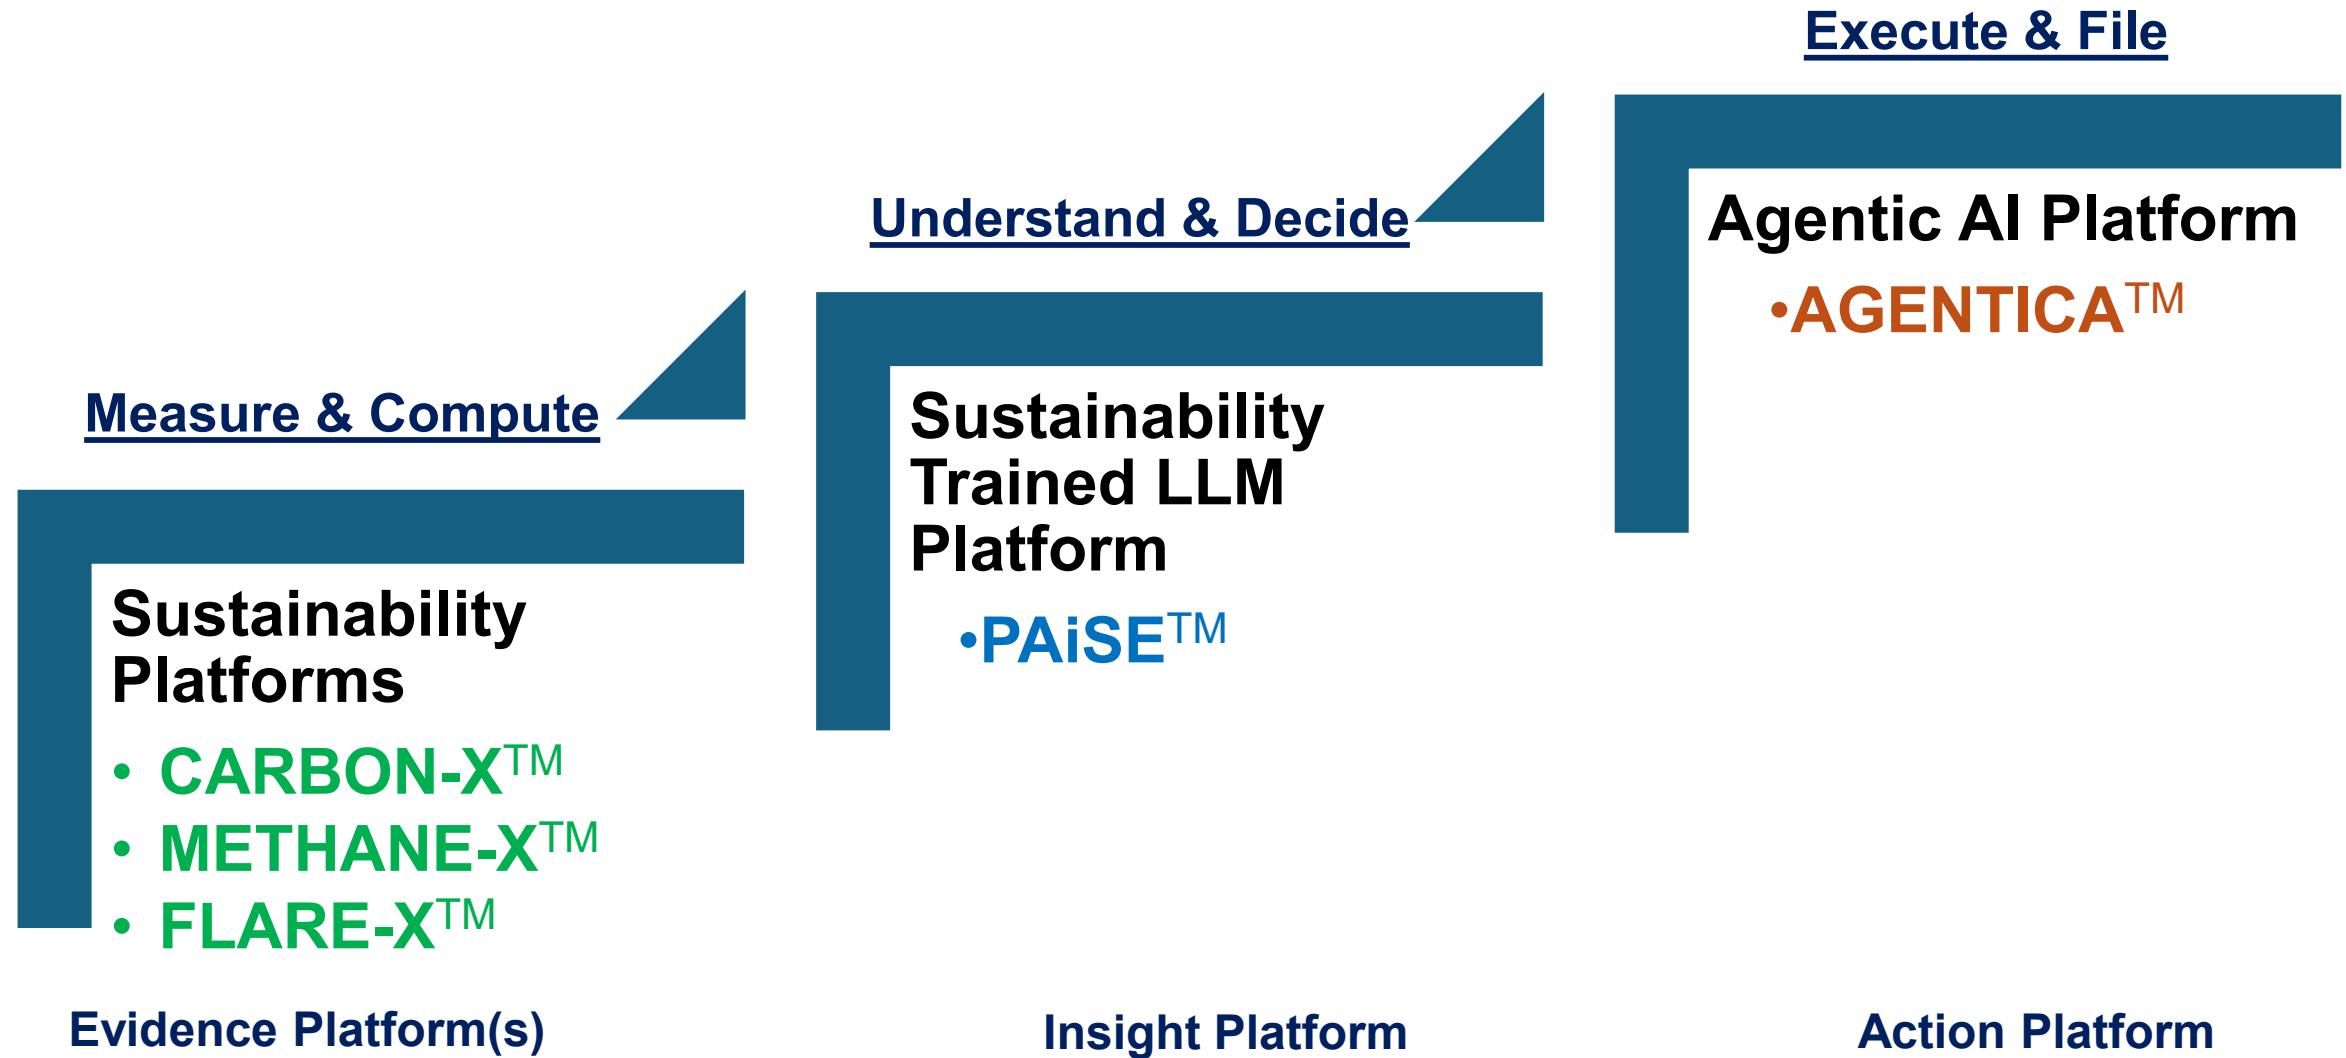 Execute & File
Agentic AI Platform
•AGENTICA™
Understand & Decide
Sustainability
Trained LLM
Platform
•PAiSE™
Measure & Compute
Sustainability
Platforms
• CARBON-X™
• METHANE-X™
• FLARE-X™
Evidence Platform(s)
Insight Platform
Action Platform